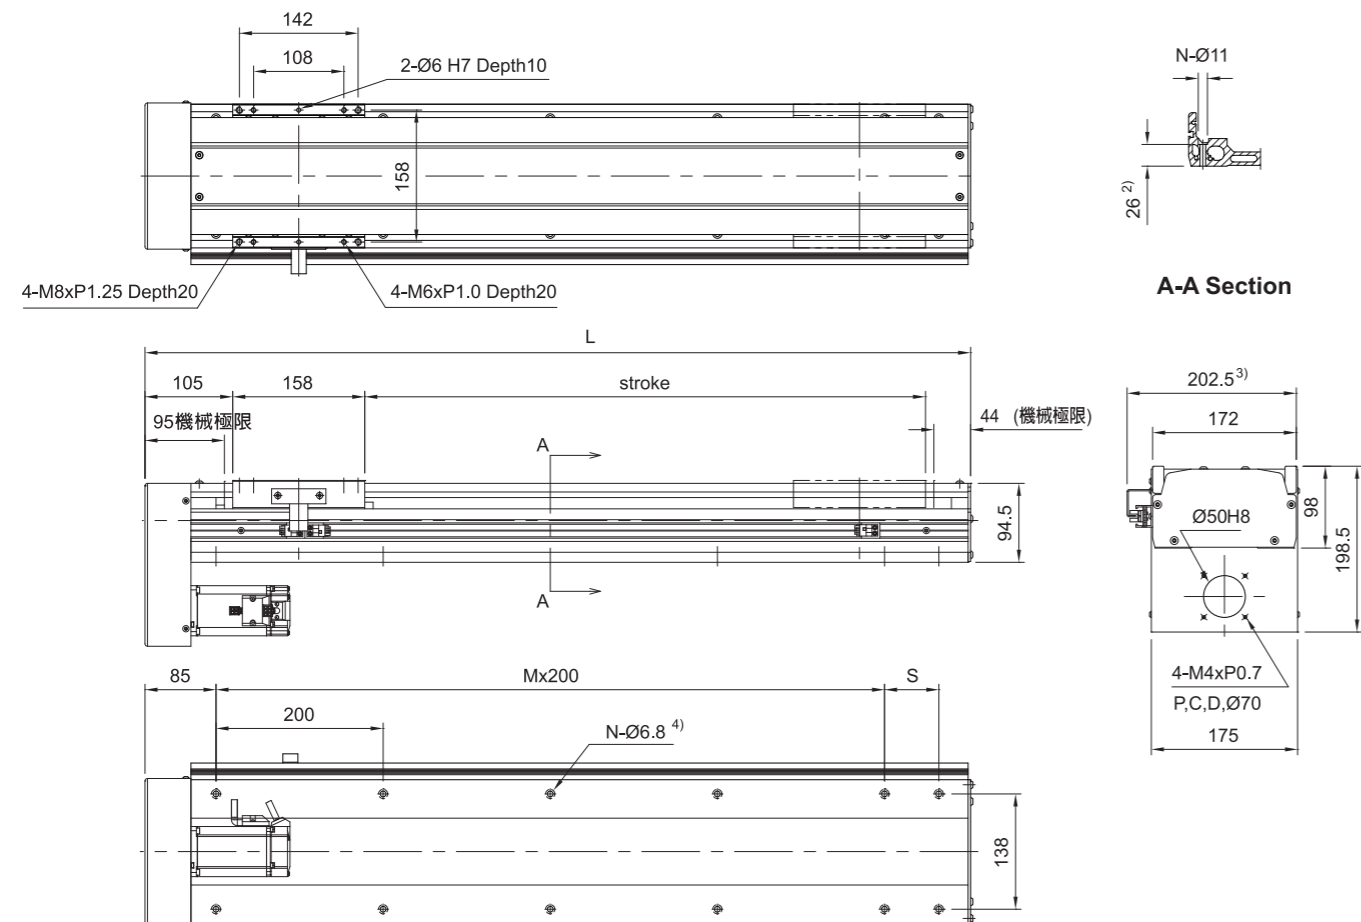 142
108
2-Ø6 H7 Depth10
158
4-M8xP1.25 Depth20
4-M6xP1.0 Depth20
N-Ø11
26 2)
A-A Section
L
105
158
stroke
95機械極限
44 (機械極限)
A
94.5
A
202.5 3)
172
Ø50H8
98
198.5
4-M4xP0.7
P,C,D,Ø70
175
85
Mx200
S
200
N-Ø6.8 4)
138